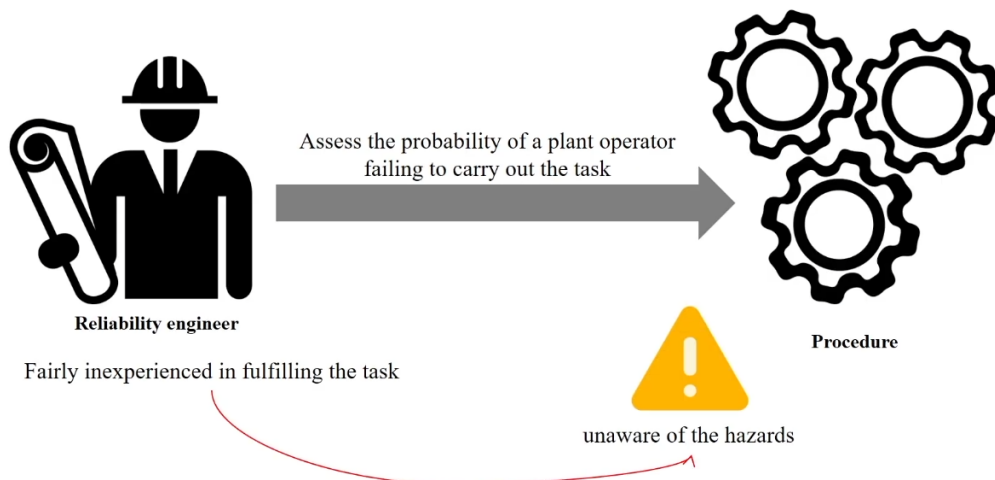 Assess the probability of a plant operator
failing to carry out the task
Reliability engineer
Procedure
Fairly inexperienced in fulfilling the task
unaware of the hazards